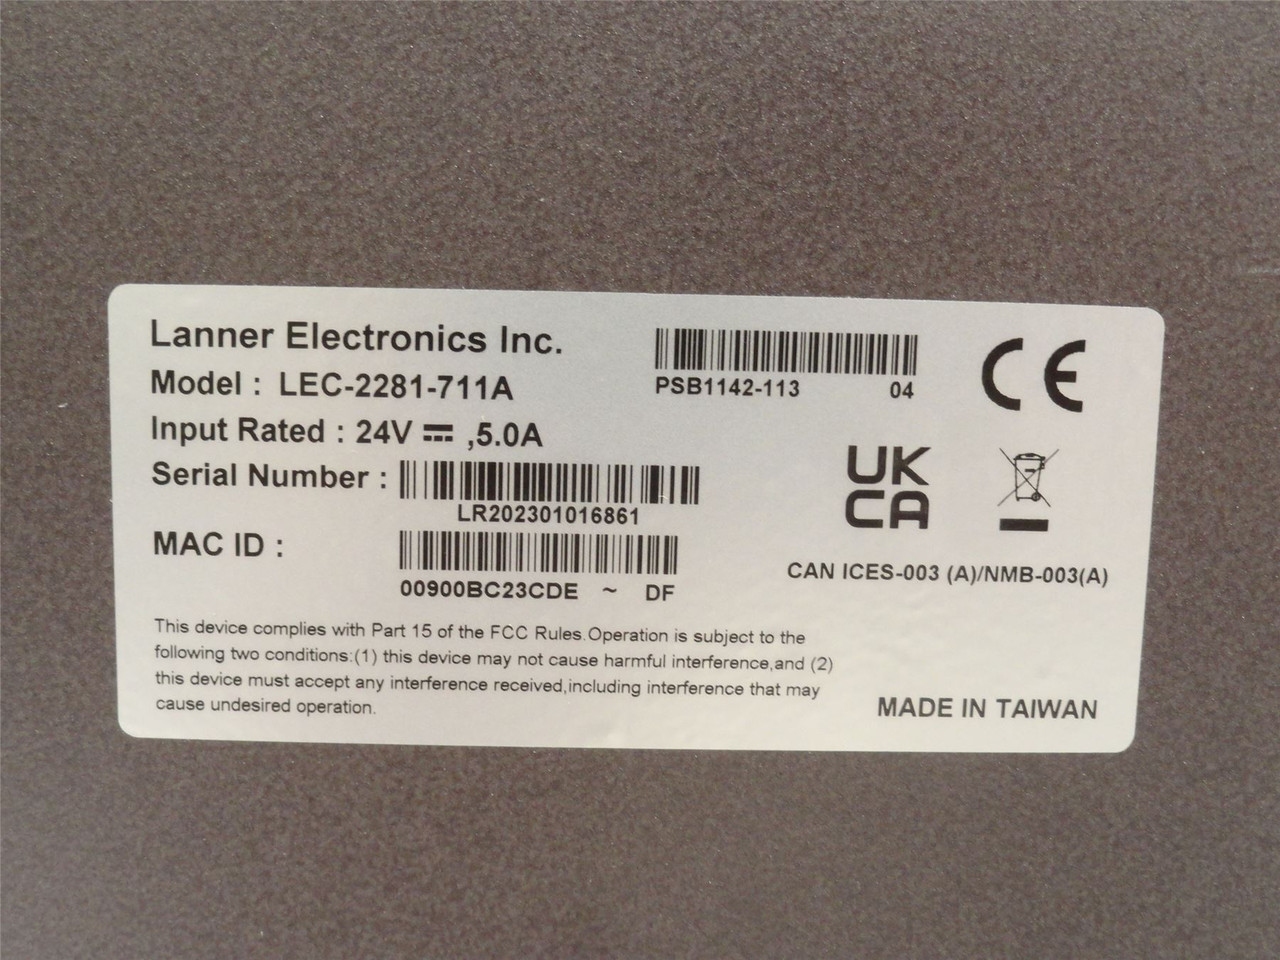 Lanner Electronics Inc.
Model : LEC-2281-711A
Input Rated : 24V ⎓ ,5.0A
Serial Number :
LR202301016861
MAC ID :
00900BC23CDE ~ DF
PSB1142-113 04
CE
UK
CA
CAN ICES-003 (A)/NMB-003(A)
This device complies with Part 15 of the FCC Rules.Operation is subject to the
following two conditions:(1) this device may not cause harmful interference,and (2)
this device must accept any interference received,including interference that may
cause undesired operation.
MADE IN TAIWAN